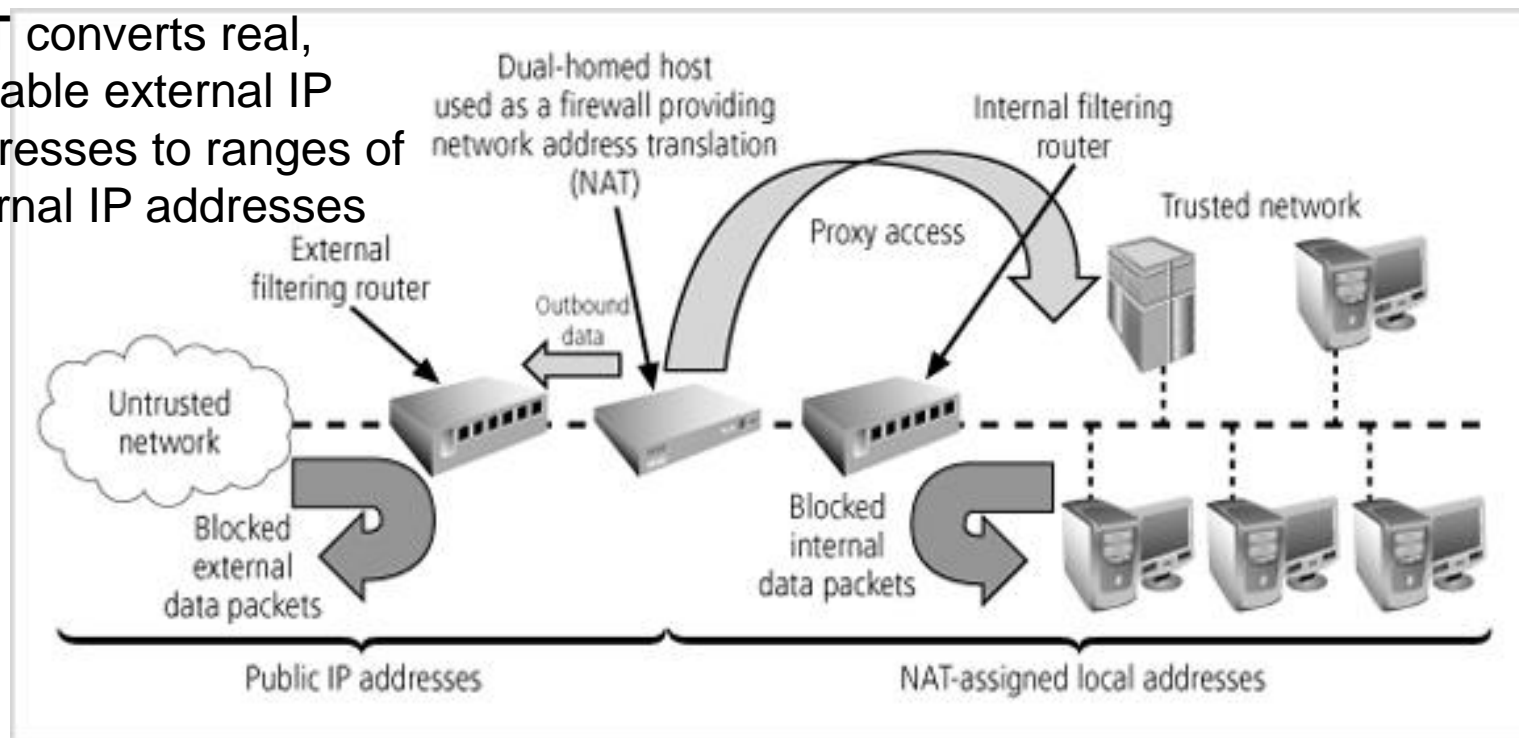 converts real,
able external IP
resses to ranges of
rnal IP addresses
Dual-homed host
used as a firewall providing
network address translation
(NAT)
Internal filtering
router
Trusted network
Proxy access
External
filtering router
Outbound
data
Untrusted
network
Blocked
external
data packets
Blocked
internal
data packets
Public IP addresses
NAT-assigned local addresses